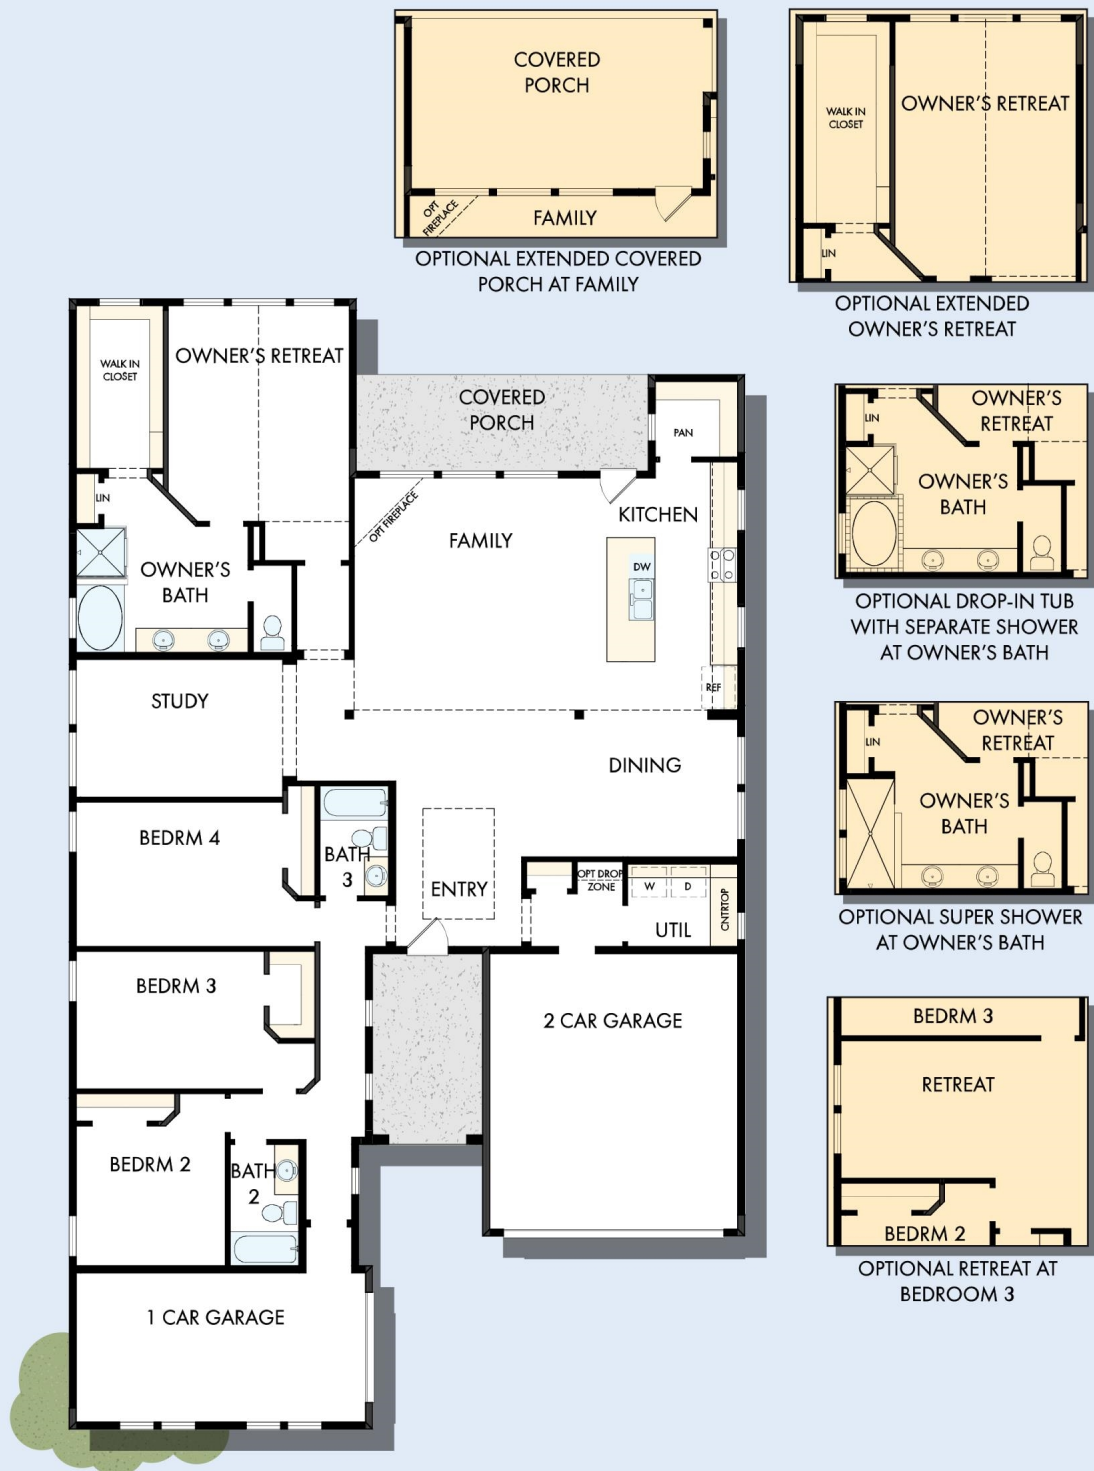 COVERED
PORCH
OPT
FIREPLACE
FAMILY
OPTIONAL EXTENDED COVERED
PORCH AT FAMILY
WALK IN
CLOSET
OWNER'S RETREAT
LIN
OPTIONAL EXTENDED
OWNER'S RETREAT
WALK IN
CLOSET
OWNER'S RETREAT
COVERED
PORCH
PAN
LIN
OPT FIREPLACE
FAMILY
KITCHEN
DW
OWNER'S
BATH
REF
STUDY
DINING
BEDRM 4
BATH
3
ENTRY
OPT DROP
ZONE
W
D
CNTRTOP
UTIL
BEDRM 3
2 CAR GARAGE
BEDRM 2
BATH
2
1 CAR GARAGE
OWNER'S
RETREAT
LIN
OWNER'S
BATH
OPTIONAL DROP-IN TUB
WITH SEPARATE SHOWER
AT OWNER'S BATH
OWNER'S
RETREAT
LIN
OWNER'S
BATH
OPTIONAL SUPER SHOWER
AT OWNER'S BATH
BEDRM 3
RETREAT
BEDRM 2
OPTIONAL RETREAT AT
BEDROOM 3